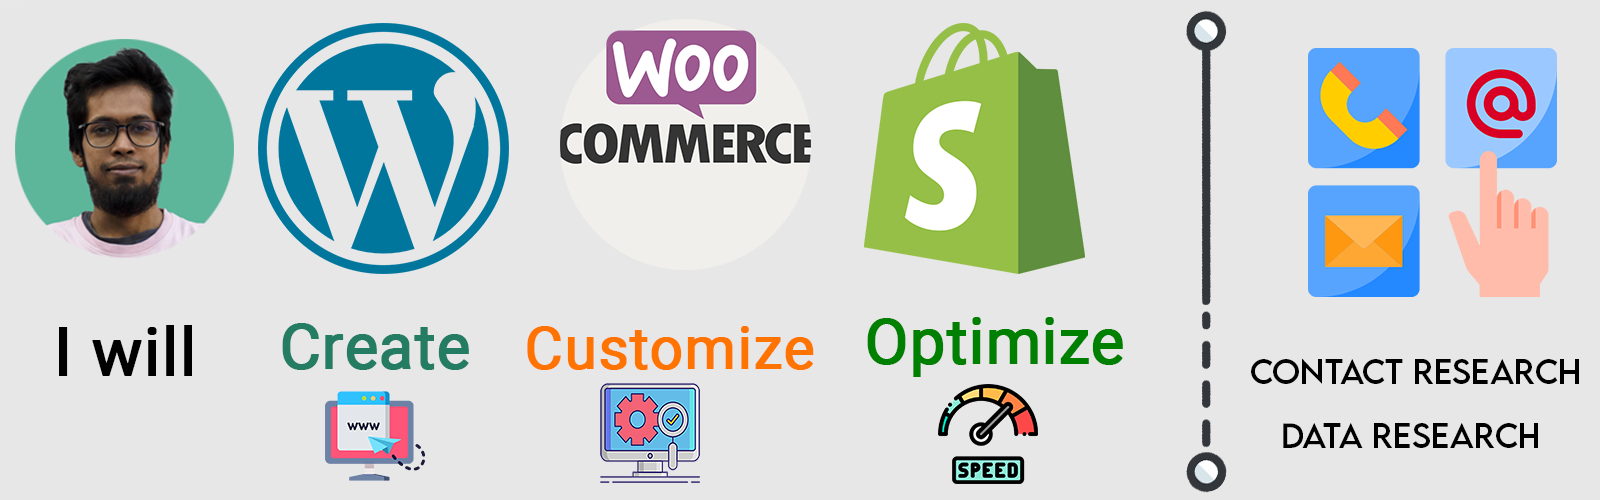 WOO
COMMERCE
I will
Create
Customize
Optimize
www
SPEED
@
CONTACT RESEARCH
DATA RESEARCH